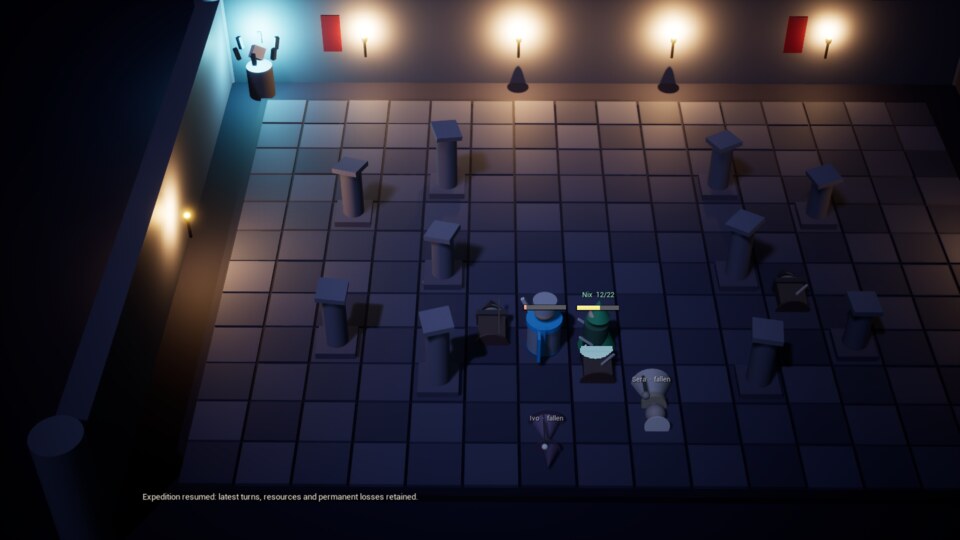 Nix 12/22
fallen
Ivo fallen
Expedition resumed: latest turns, resources and permanent losses retained.